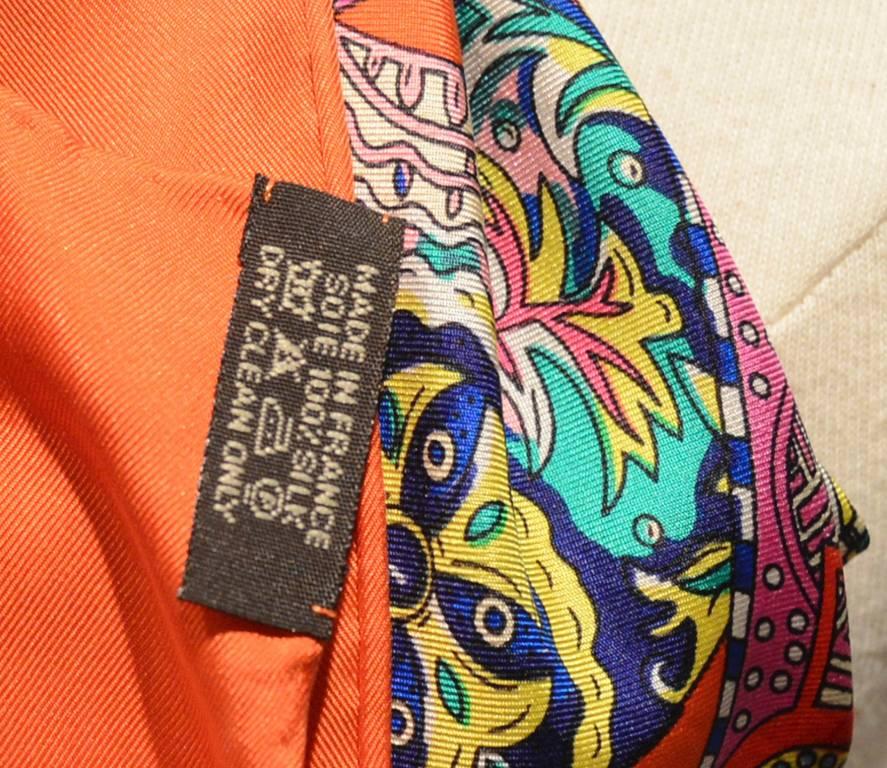 MADE IN FRANCE
SOIE 100% SILK
DRY CLEAN ONLY